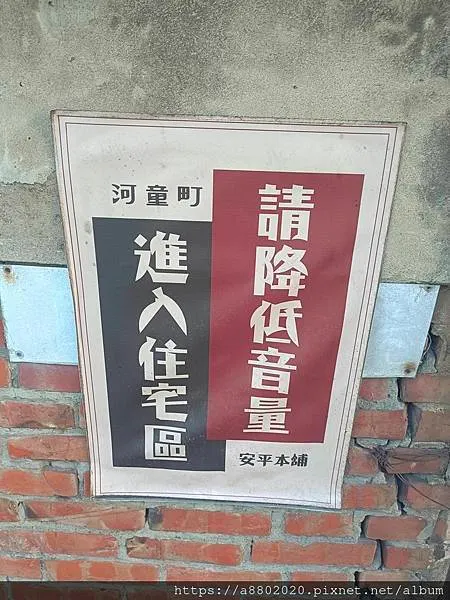 河童町
請降低音量
進入住宅區
安平本舖
https://a8802020.pixnet.net/album